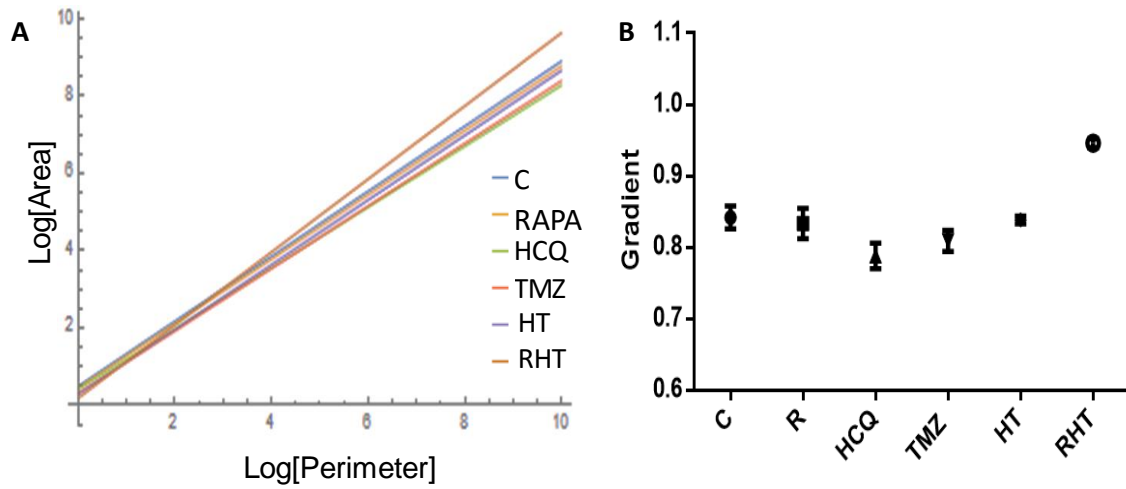 A
Log[Area]
10
8
6
4
2
2
4
6
8
10
Log[Perimeter]
C
RAPA
HCQ
TMZ
HT
RHT
B
Gradient
1.1
1.0
0.9
0.8
0.7
0.6
C
R
HCQ
TMZ
HT
RHT